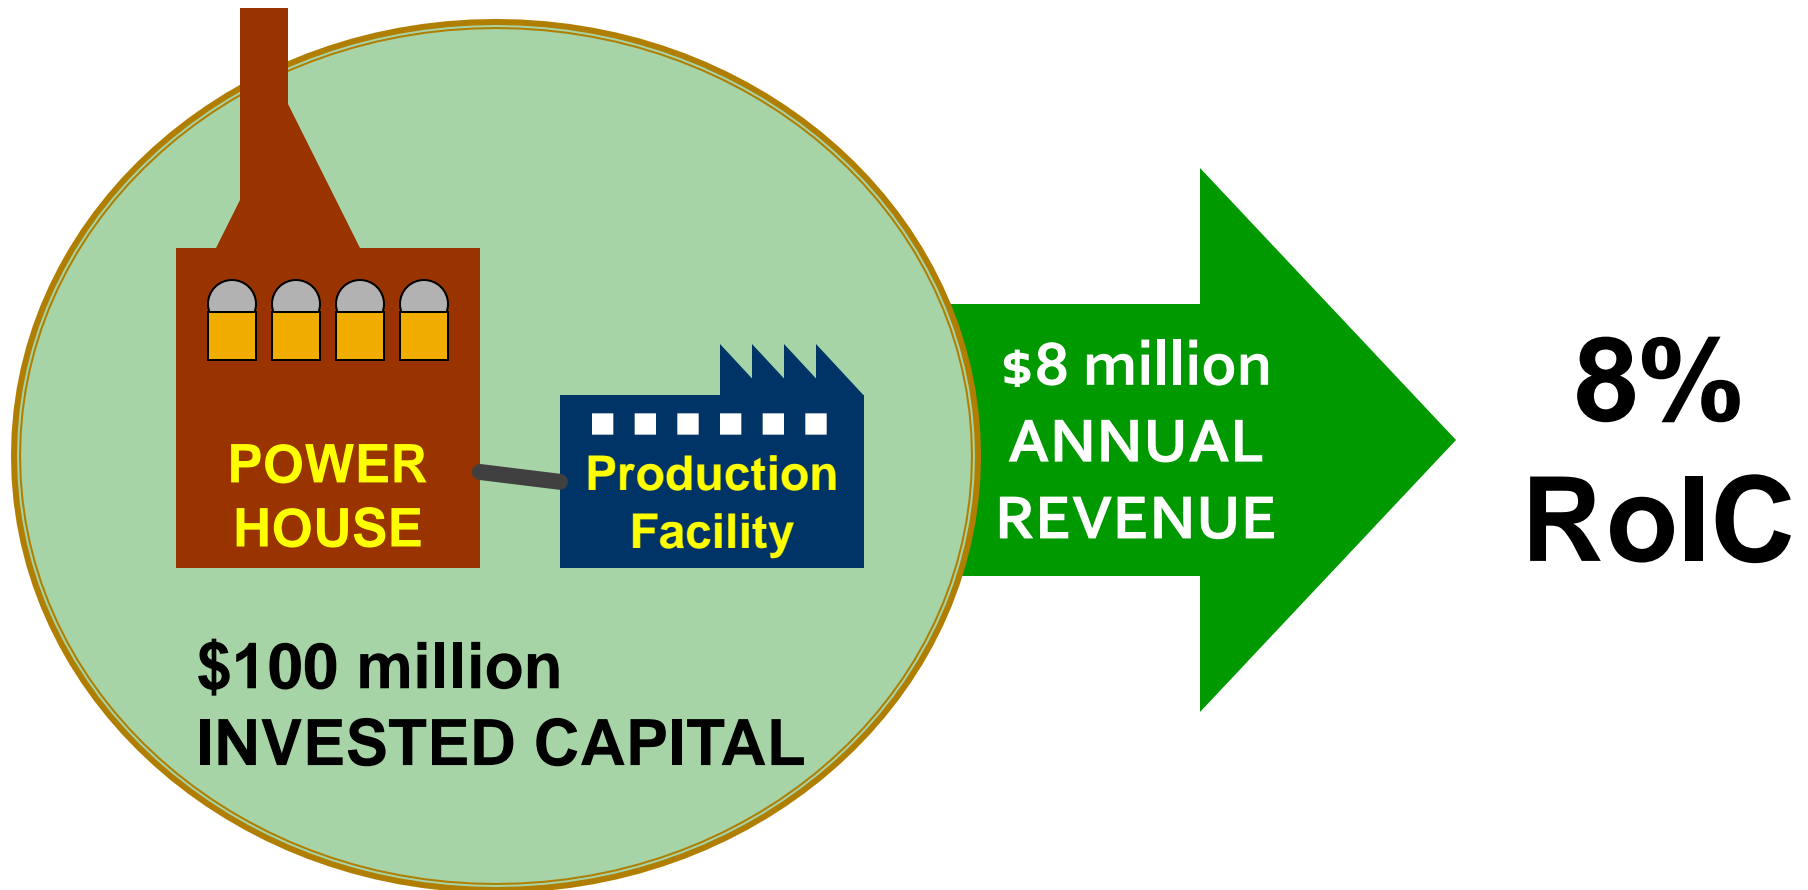 POWER
HOUSE
Production
Facility
$100 million
INVESTED CAPITAL
$8 million
ANNUAL
REVENUE
8%
RoIC